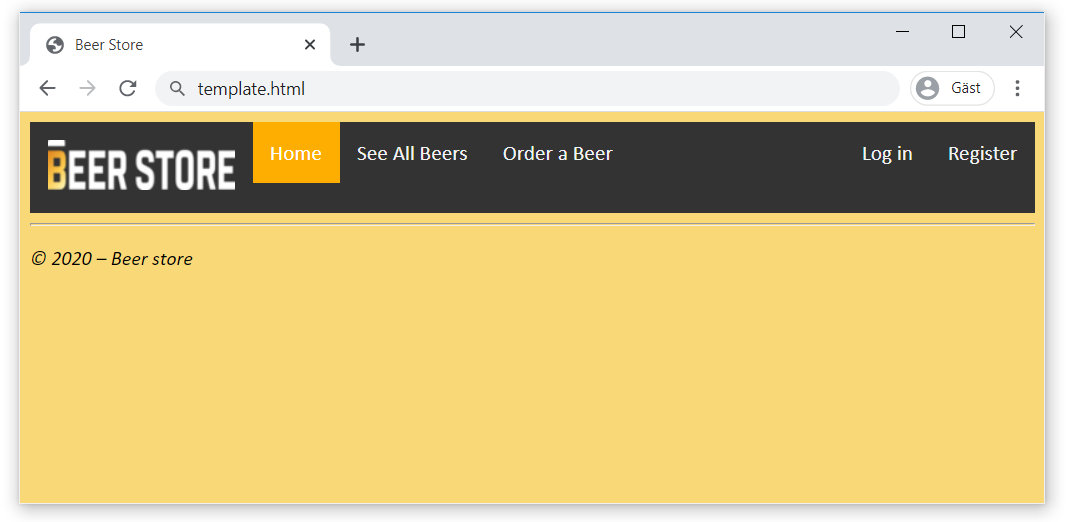 Beer Store
template.html
Gäst
BEER STORE
Home See All Beers Order a Beer Log in Register
© 2020 – Beer store